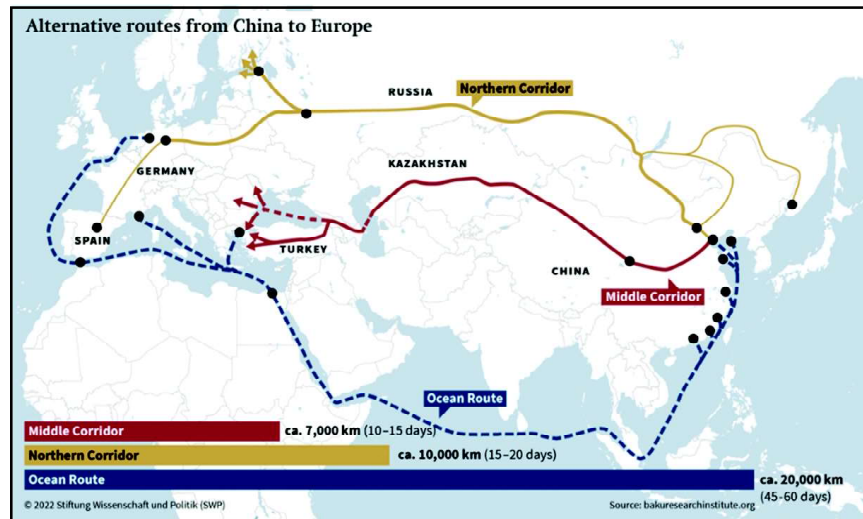 Alternative routes from China to Europe
RUSSIA
Northern Corridor
GERMANY
KAZAKHSTAN
SPAIN
TURKEY
CHINA
Middle Corridor
Ocean Route
Middle Corridor
ca. 7,000 km (10–15 days)
Northern Corridor
ca. 10,000 km (15–20 days)
Ocean Route
ca. 20,000 km
(45-60 days)
© 2022 Stiftung Wissenschaft und Politik (SWP)
Source: bakuresearchinstitute.org